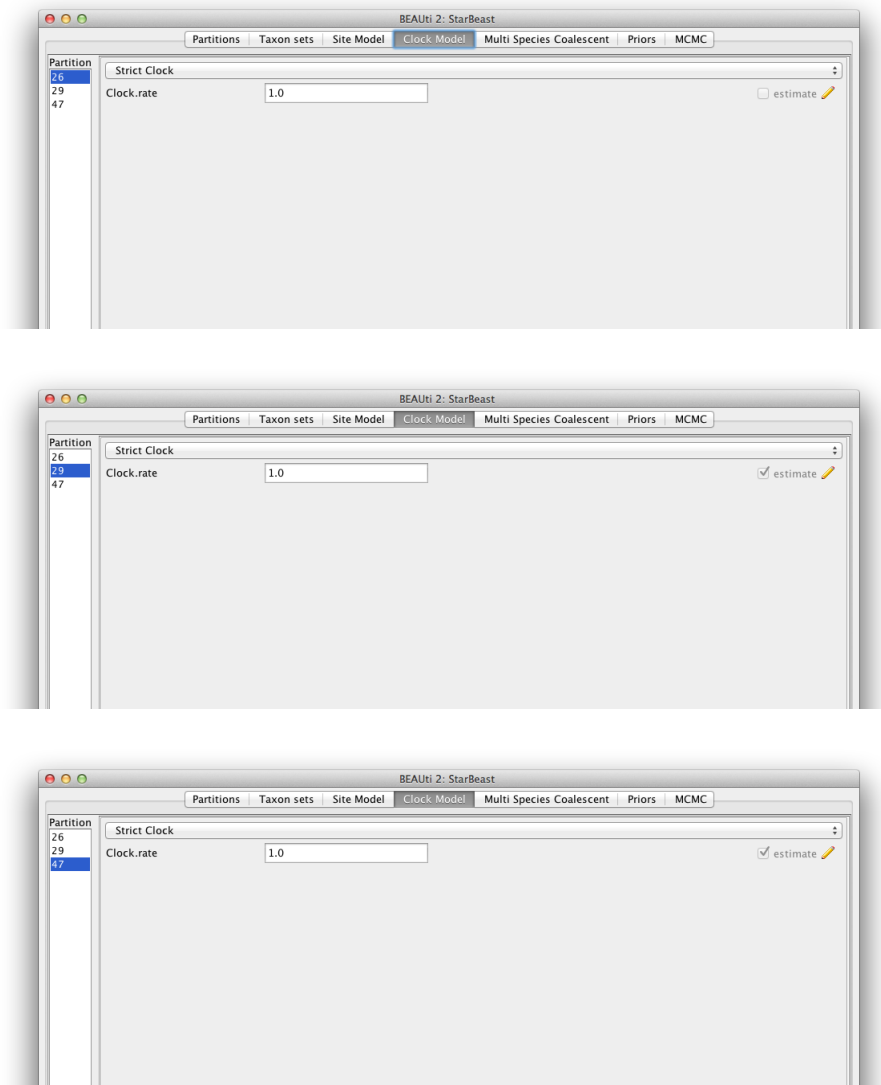 BEAUti 2: StarBeast
Partitions Taxon sets Site Model Clock Model Multi Species Coalescent Priors MCMC
Partition
26
29
47
Strict Clock
Clock.rate 1.0 estimate
BEAUti 2: StarBeast
Partitions Taxon sets Site Model Clock Model Multi Species Coalescent Priors MCMC
Partition
26
29
47
Strict Clock
Clock.rate 1.0 estimate
BEAUti 2: StarBeast
Partitions Taxon sets Site Model Clock Model Multi Species Coalescent Priors MCMC
Partition
26
29
47
Strict Clock
Clock.rate 1.0 estimate